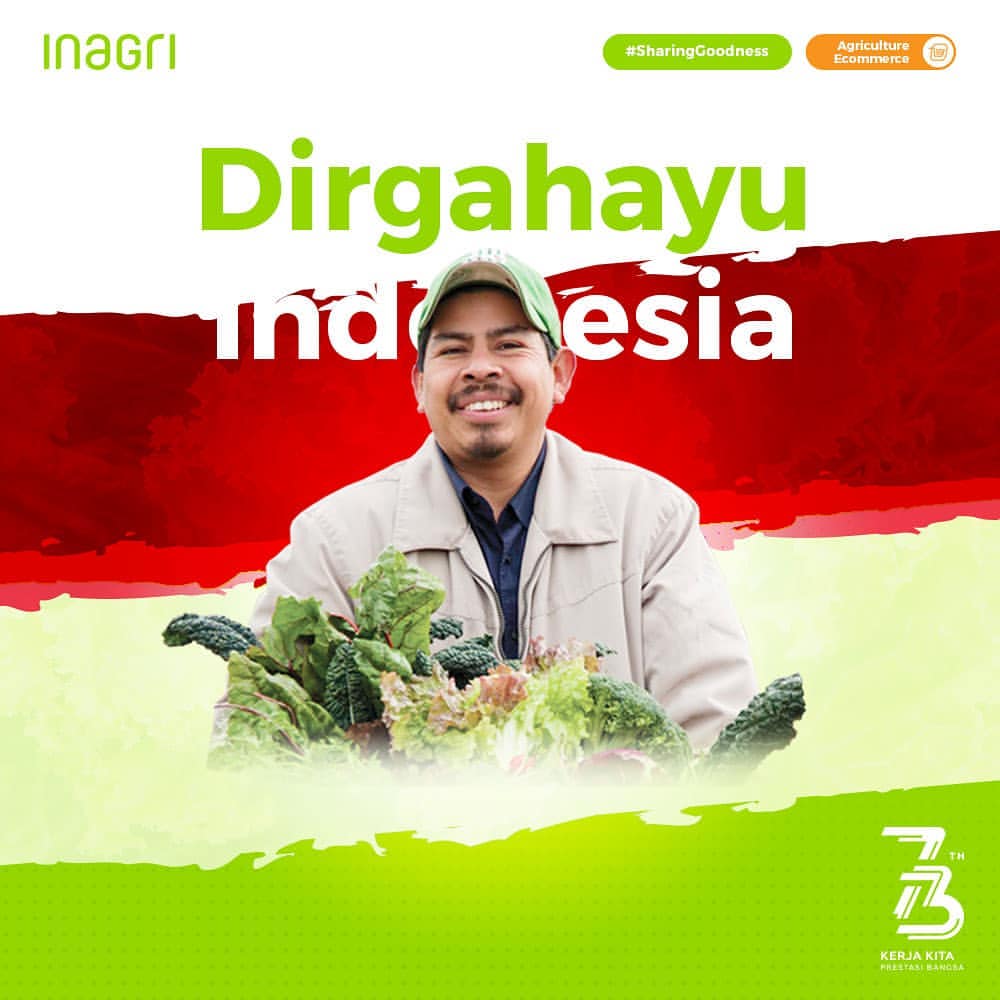 INAGRI
#SharingGoodness
Agriculture
Ecommerce
Dirgahayu
Indonesia
73
TH
KERJA KITA
PRESTASI BANGSA